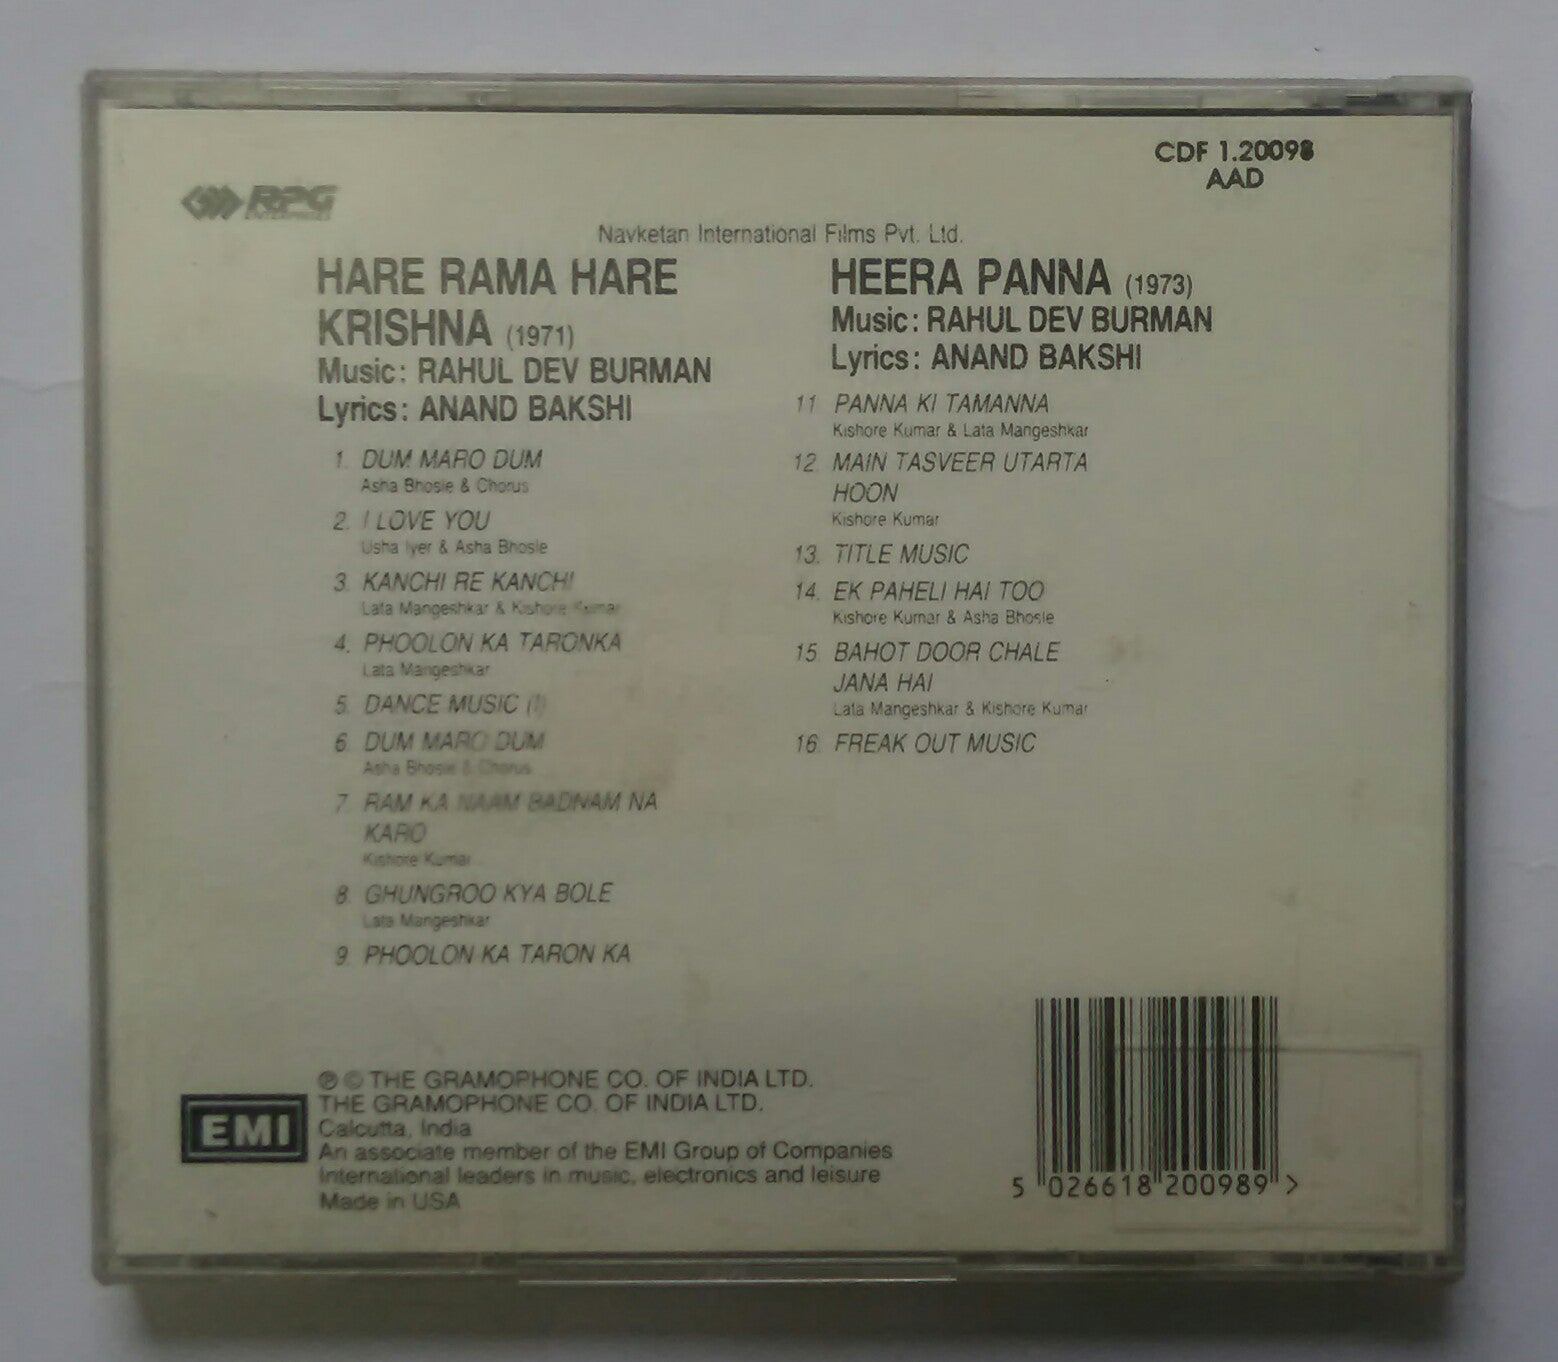 CDF 1.20098
AAD
RPG
ENTERPRISES
Navketan International Films Pvt. Ltd.
HARE RAMA HARE
KRISHNA (1971)
Music: RAHUL DEV BURMAN
Lyrics: ANAND BAKSHI
1. DUM MARO DUM
Asha Bhosle & Chorus
2. I LOVE YOU
Usha Iyer & Asha Bhosle
3. KANCHI RE KANCHI
Lata Mangeshkar & Kishore Kumar
4. PHOOLON KA TARONKA
Lata Mangeshkar
5. DANCE MUSIC (I)
6. DUM MARO DUM
Asha Bhosle & Chorus
7. RAM KA NAAM BADNAM NA
KARO
Kishore Kumar
8. GHUNGROO KYA BOLE
Lata Mangeshkar
9. PHOOLON KA TARON KA
HEERA PANNA (1973)
Music: RAHUL DEV BURMAN
Lyrics: ANAND BAKSHI
11. PANNA KI TAMANNA
Kishore Kumar & Lata Mangeshkar
12. MAIN TASVEER UTARTA
HOON
Kishore Kumar
13. TITLE MUSIC
14. EK PAHELI HAI TOO
Kishore Kumar & Asha Bhosle
15. BAHOT DOOR CHALE
JANA HAI
Lata Mangeshkar & Kishore Kumar
16. FREAK OUT MUSIC
EMI
℗ © THE GRAMOPHONE CO. OF INDIA LTD.
THE GRAMOPHONE CO. OF INDIA LTD.
Calcutta, India
An associate member of the EMI Group of Companies
International leaders in music, electronics and leisure
Made in USA
5 026618 200989 >